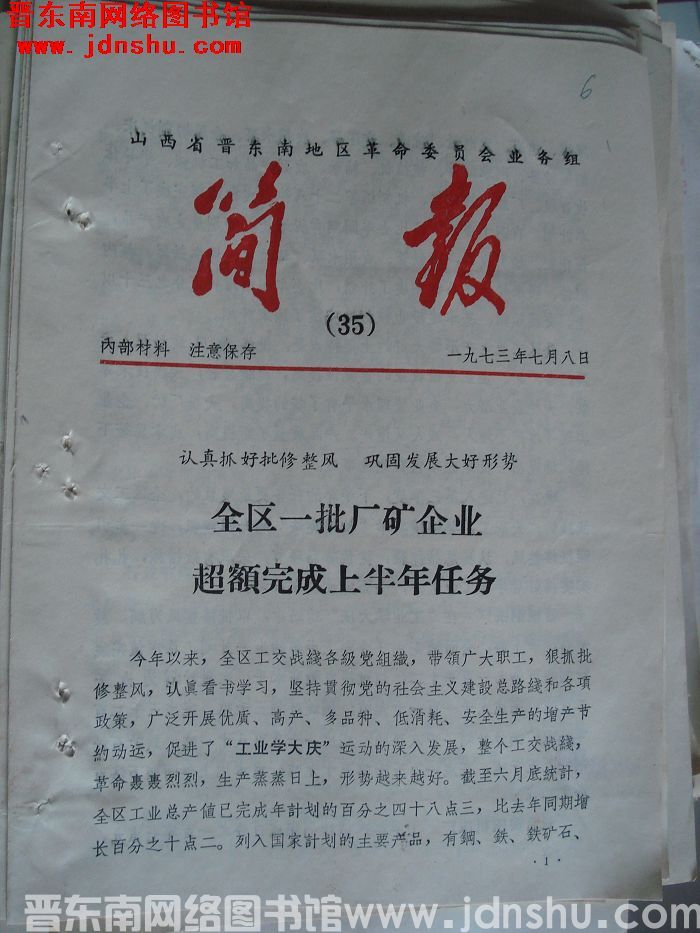 晋东南网络图书馆
www.jdnshu.com
6
山西省晋东南地区革命委员会业务组
简报
(35)
内部材料 注意保存
一九七三年七月八日
认真抓好批修整风 巩固发展大好形势
全区一批厂矿企业
超额完成上半年任务
今年以来，全区工交战綫各級党組織，带領广大职工，狠抓批
修整风，认眞看书学习，坚持貫彻党的社会主义建設总路綫和各項
政策，广泛开展优质、高产、多品种、低消耗、安全生产的增产节
約动运，促进了“工业学大庆”运动的深入发展，整个工交战綫，
革命轟轟烈烈，生产蒸蒸日上，形势越来越好。截至六月底統計，
全区工业总产値已完成年計划的百分之四十八点三，比去年同期增
长百分之十点二。列入国家計划的主要产品，有鋼、鉄、鉄矿石、
·1·
晋东南网络图书馆www.jdnshu.com